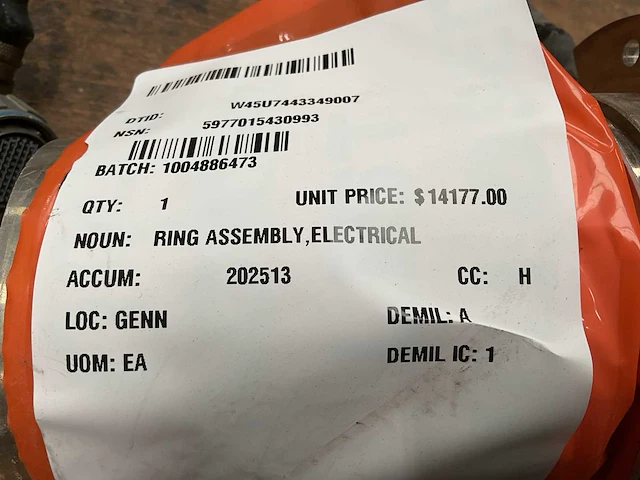 DTID: W45U7443349007
NSN: 5977015430993
BATCH: 1004886473
QTY: 1 UNIT PRICE: $14177.00
NOUN: RING ASSEMBLY,ELECTRICAL
ACCUM: 202513 CC: H
LOC: GENN DEMIL: A
UOM: EA DEMIL IC: 1